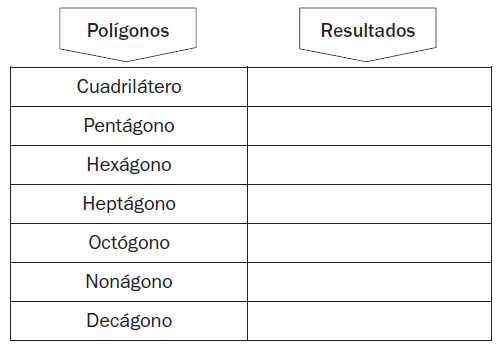 Polígonos
Resultados
Cuadrilátero
Pentágono
Hexágono
Heptágono
Octógono
Nonágono
Decágono